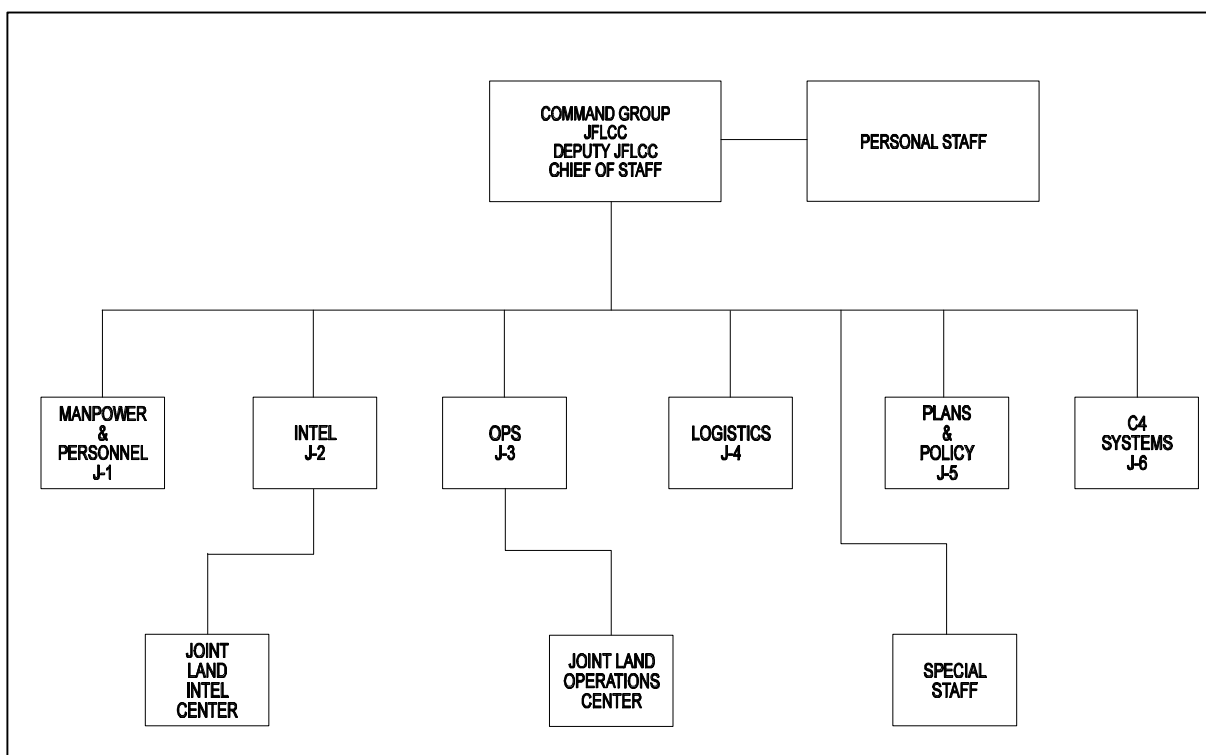 COMMAND GROUP
JFLCC
DEPUTY JFLCC
CHIEF OF STAFF
PERSONAL STAFF
MANPOWER
&
PERSONNEL
J-1
INTEL
J-2
OPS
J-3
LOGISTICS
J-4
PLANS
&
POLICY
J-5
C4
SYSTEMS
J-6
JOINT
LAND
INTEL
CENTER
JOINT LAND
OPERATIONS
CENTER
SPECIAL
STAFF